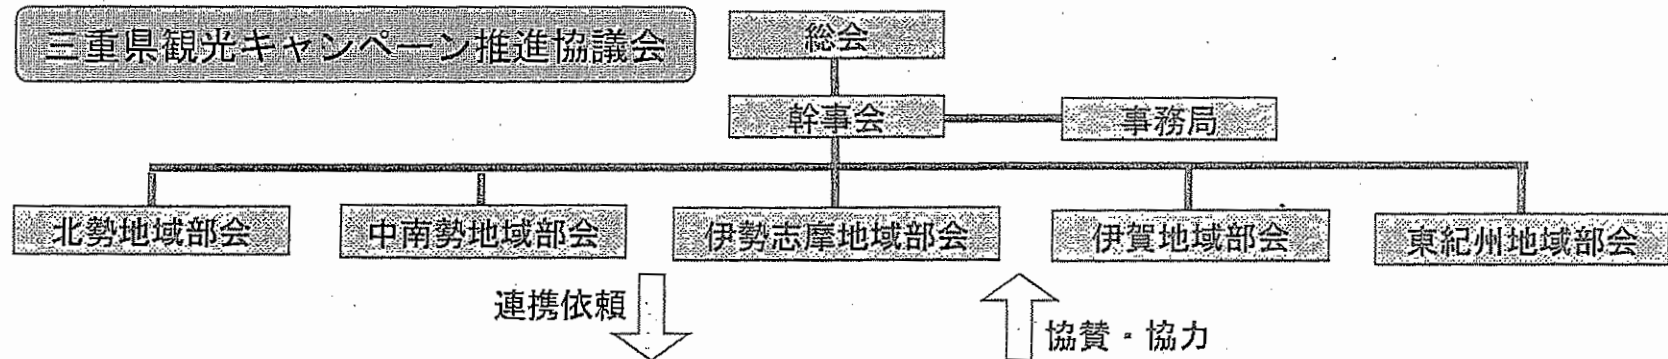 三重県観光キャンペーン推進協議会
総会
幹事会
事務局
北勢地域部会
中南勢地域部会
伊勢志摩地域部会
伊賀地域部会
東紀州地域部会
連携依頼
協賛・協力